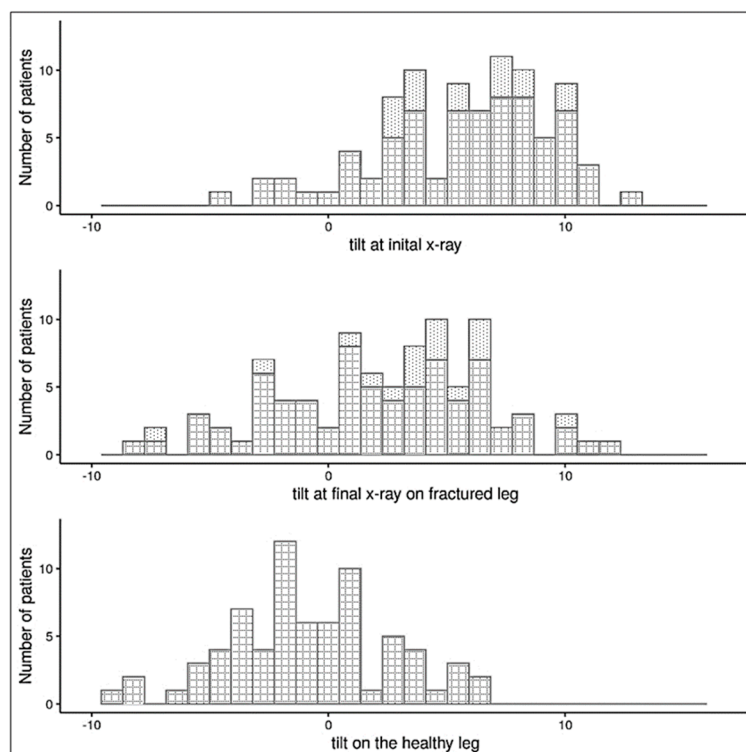 Number of patients
10
5
0
-10 0 10
tilt at inital x-ray
Number of patients
10
5
0
-10 0 10
tilt at final x-ray on fractured leg
Number of patients
10
5
0
-10 0 10
tilt on the healthy leg